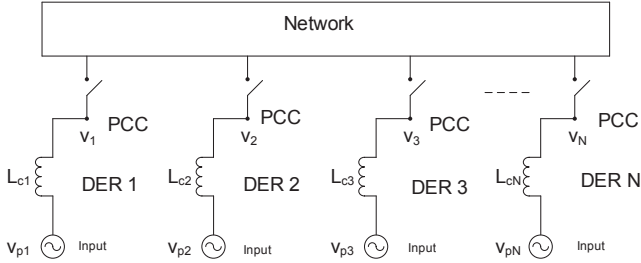 Network
PCC PCC PCC PCC
v1 v2 v3 vN
Lc1 DER 1 Lc2 DER 2 Lc3 DER 3 LcN DER N
vp1 Input vp2 Input vp3 Input vpN Input